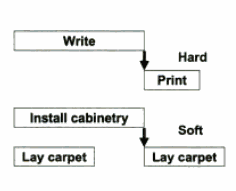 Write
Hard
Print
Install cabinetry
Soft
Lay carpet Lay carpet